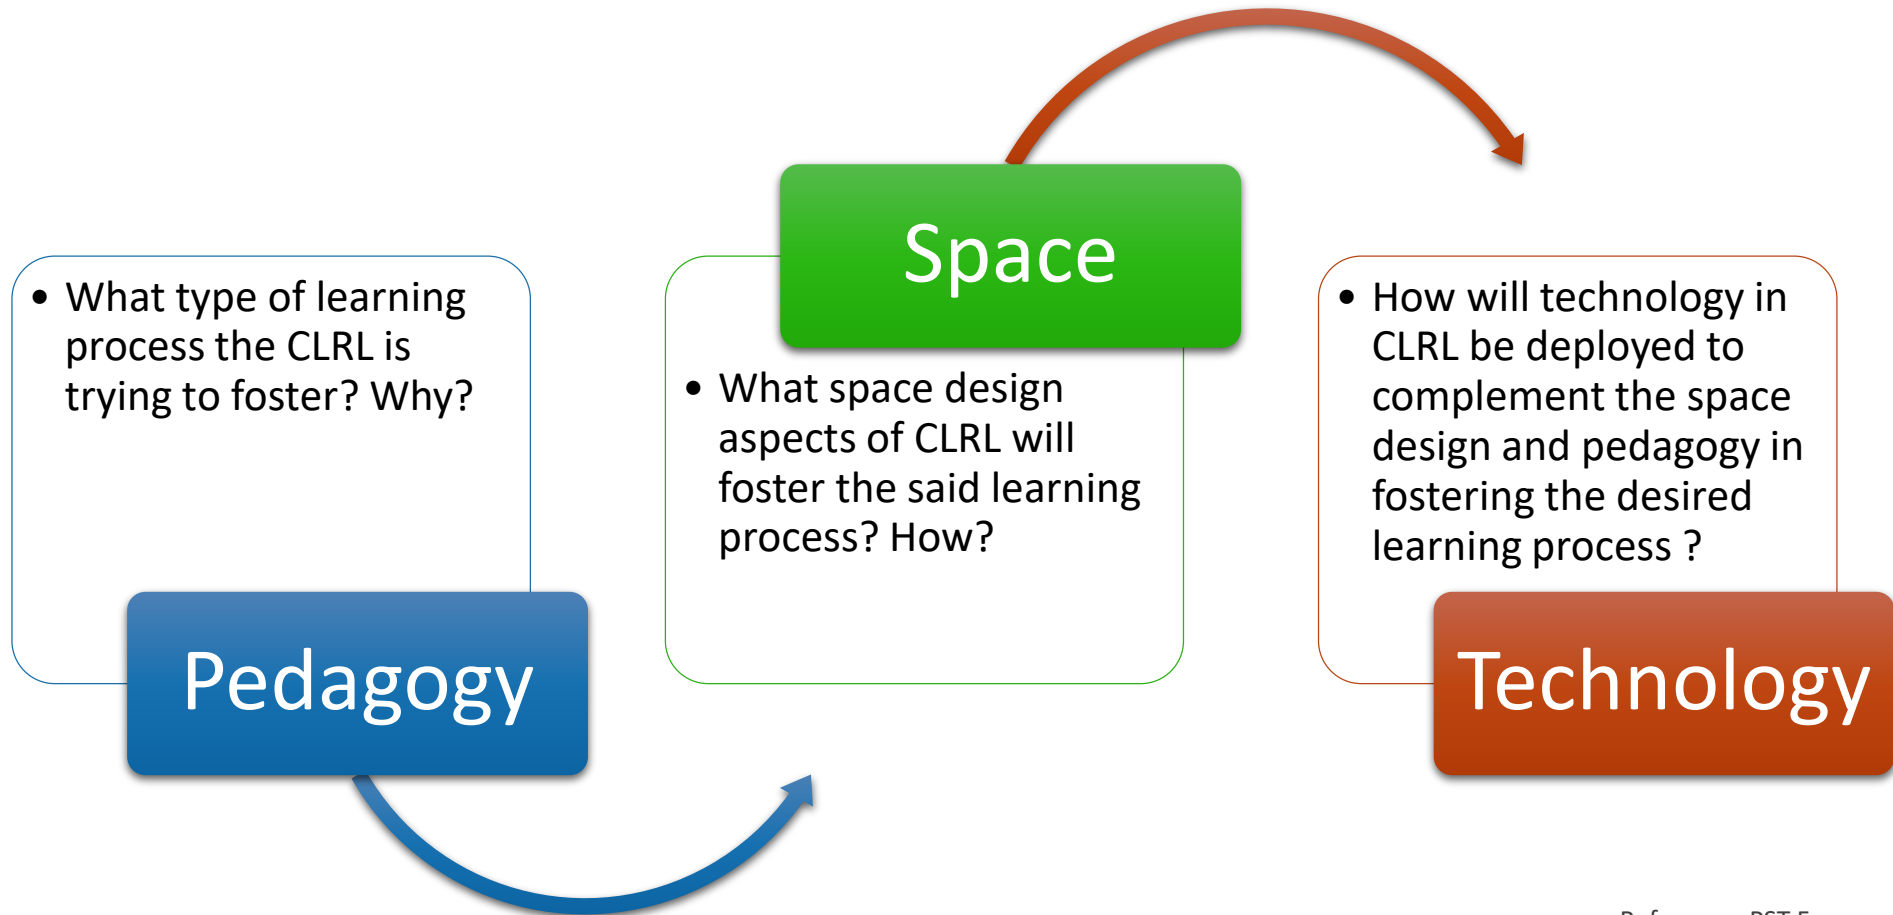 • What type of learning
process the CLRL is
trying to foster? Why?
Pedagogy
Space
• What space design
aspects of CLRL will
foster the said learning
process? How?
• How will technology in
CLRL be deployed to
complement the space
design and pedagogy in
fostering the desired
learning process ?
Technology